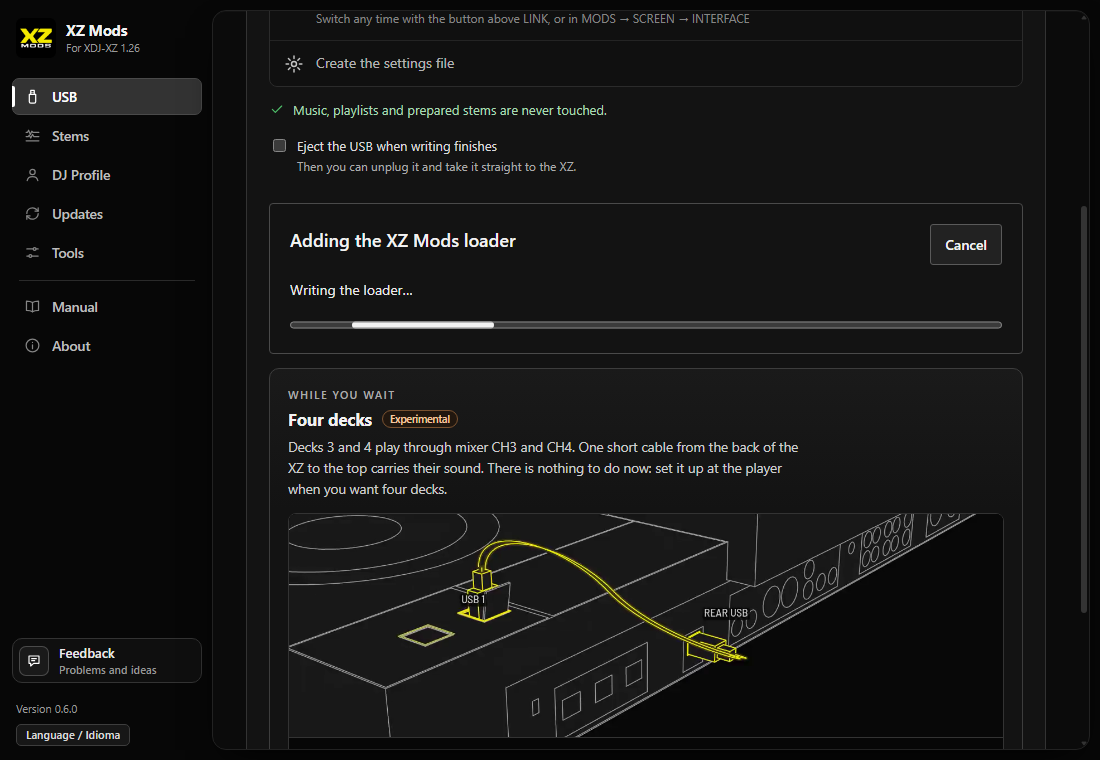 XZ
MODS
XZ Mods
For XDJ-XZ 1.26
USB
Stems
DJ Profile
Updates
Tools
Manual
About
Feedback
Problems and ideas
Version 0.6.0
Language / Idioma
Switch any time with the button above LINK, or in MODS → SCREEN → INTERFACE
Create the settings file
Music, playlists and prepared stems are never touched.
Eject the USB when writing finishes
Then you can unplug it and take it straight to the XZ.
Adding the XZ Mods loader
Cancel
Writing the loader...
WHILE YOU WAIT
Four decks
Experimental
Decks 3 and 4 play through mixer CH3 and CH4. One short cable from the back of the
XZ to the top carries their sound. There is nothing to do now: set it up at the player
when you want four decks.
USB 1
REAR USB